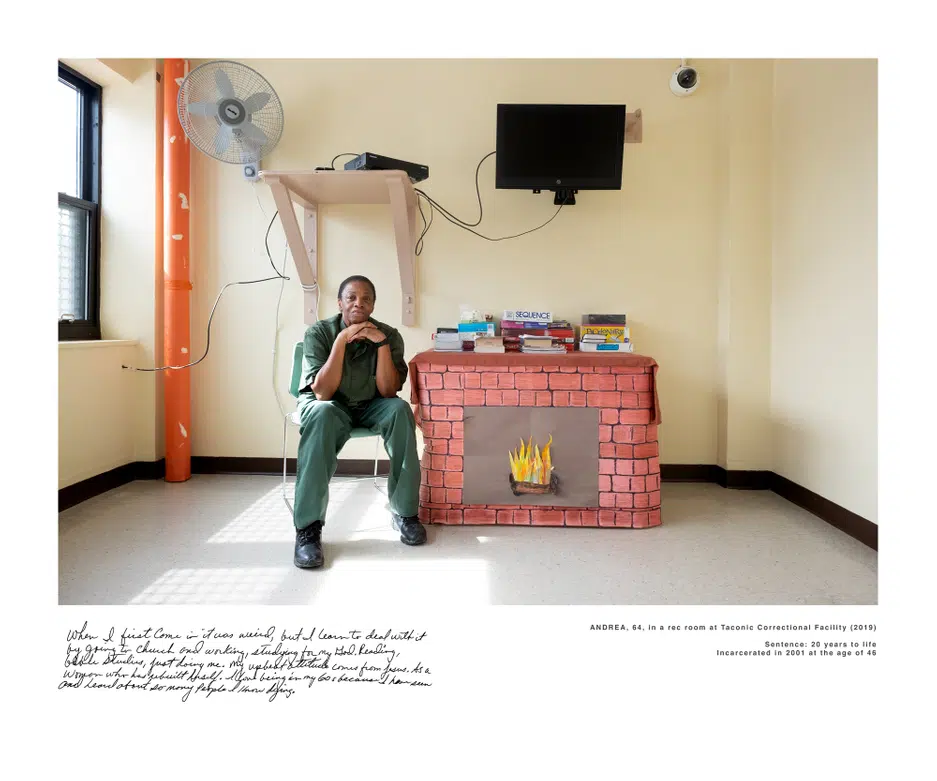 SEQUENCE
PICTIONARY
When I first Come in it was weird, but I learn to deal with it
by going to Church and working, studying for my God. Reading,
bible Studies, just doing me. My upbeat attitude comes from Jesus. As a
Woman who has rebuilt herself. I love being in my 60s because I have seen
and heard about so many people I know dying.
ANDREA, 64, in a rec room at Taconic Correctional Facility (2019)
Sentence: 20 years to life
Incarcerated in 2001 at the age of 46